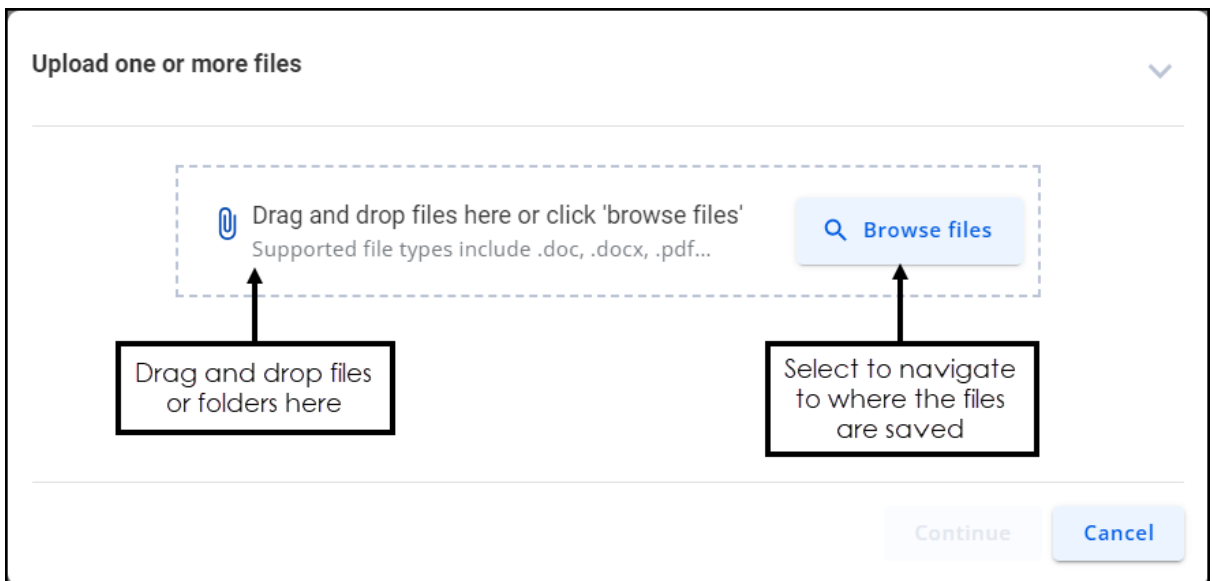 Upload one or more files
Drag and drop files here or click 'browse files'
Supported file types include .doc, .docx, .pdf...
Browse files
Drag and drop files
or folders here
Select to navigate
to where the files
are saved
Continue
Cancel